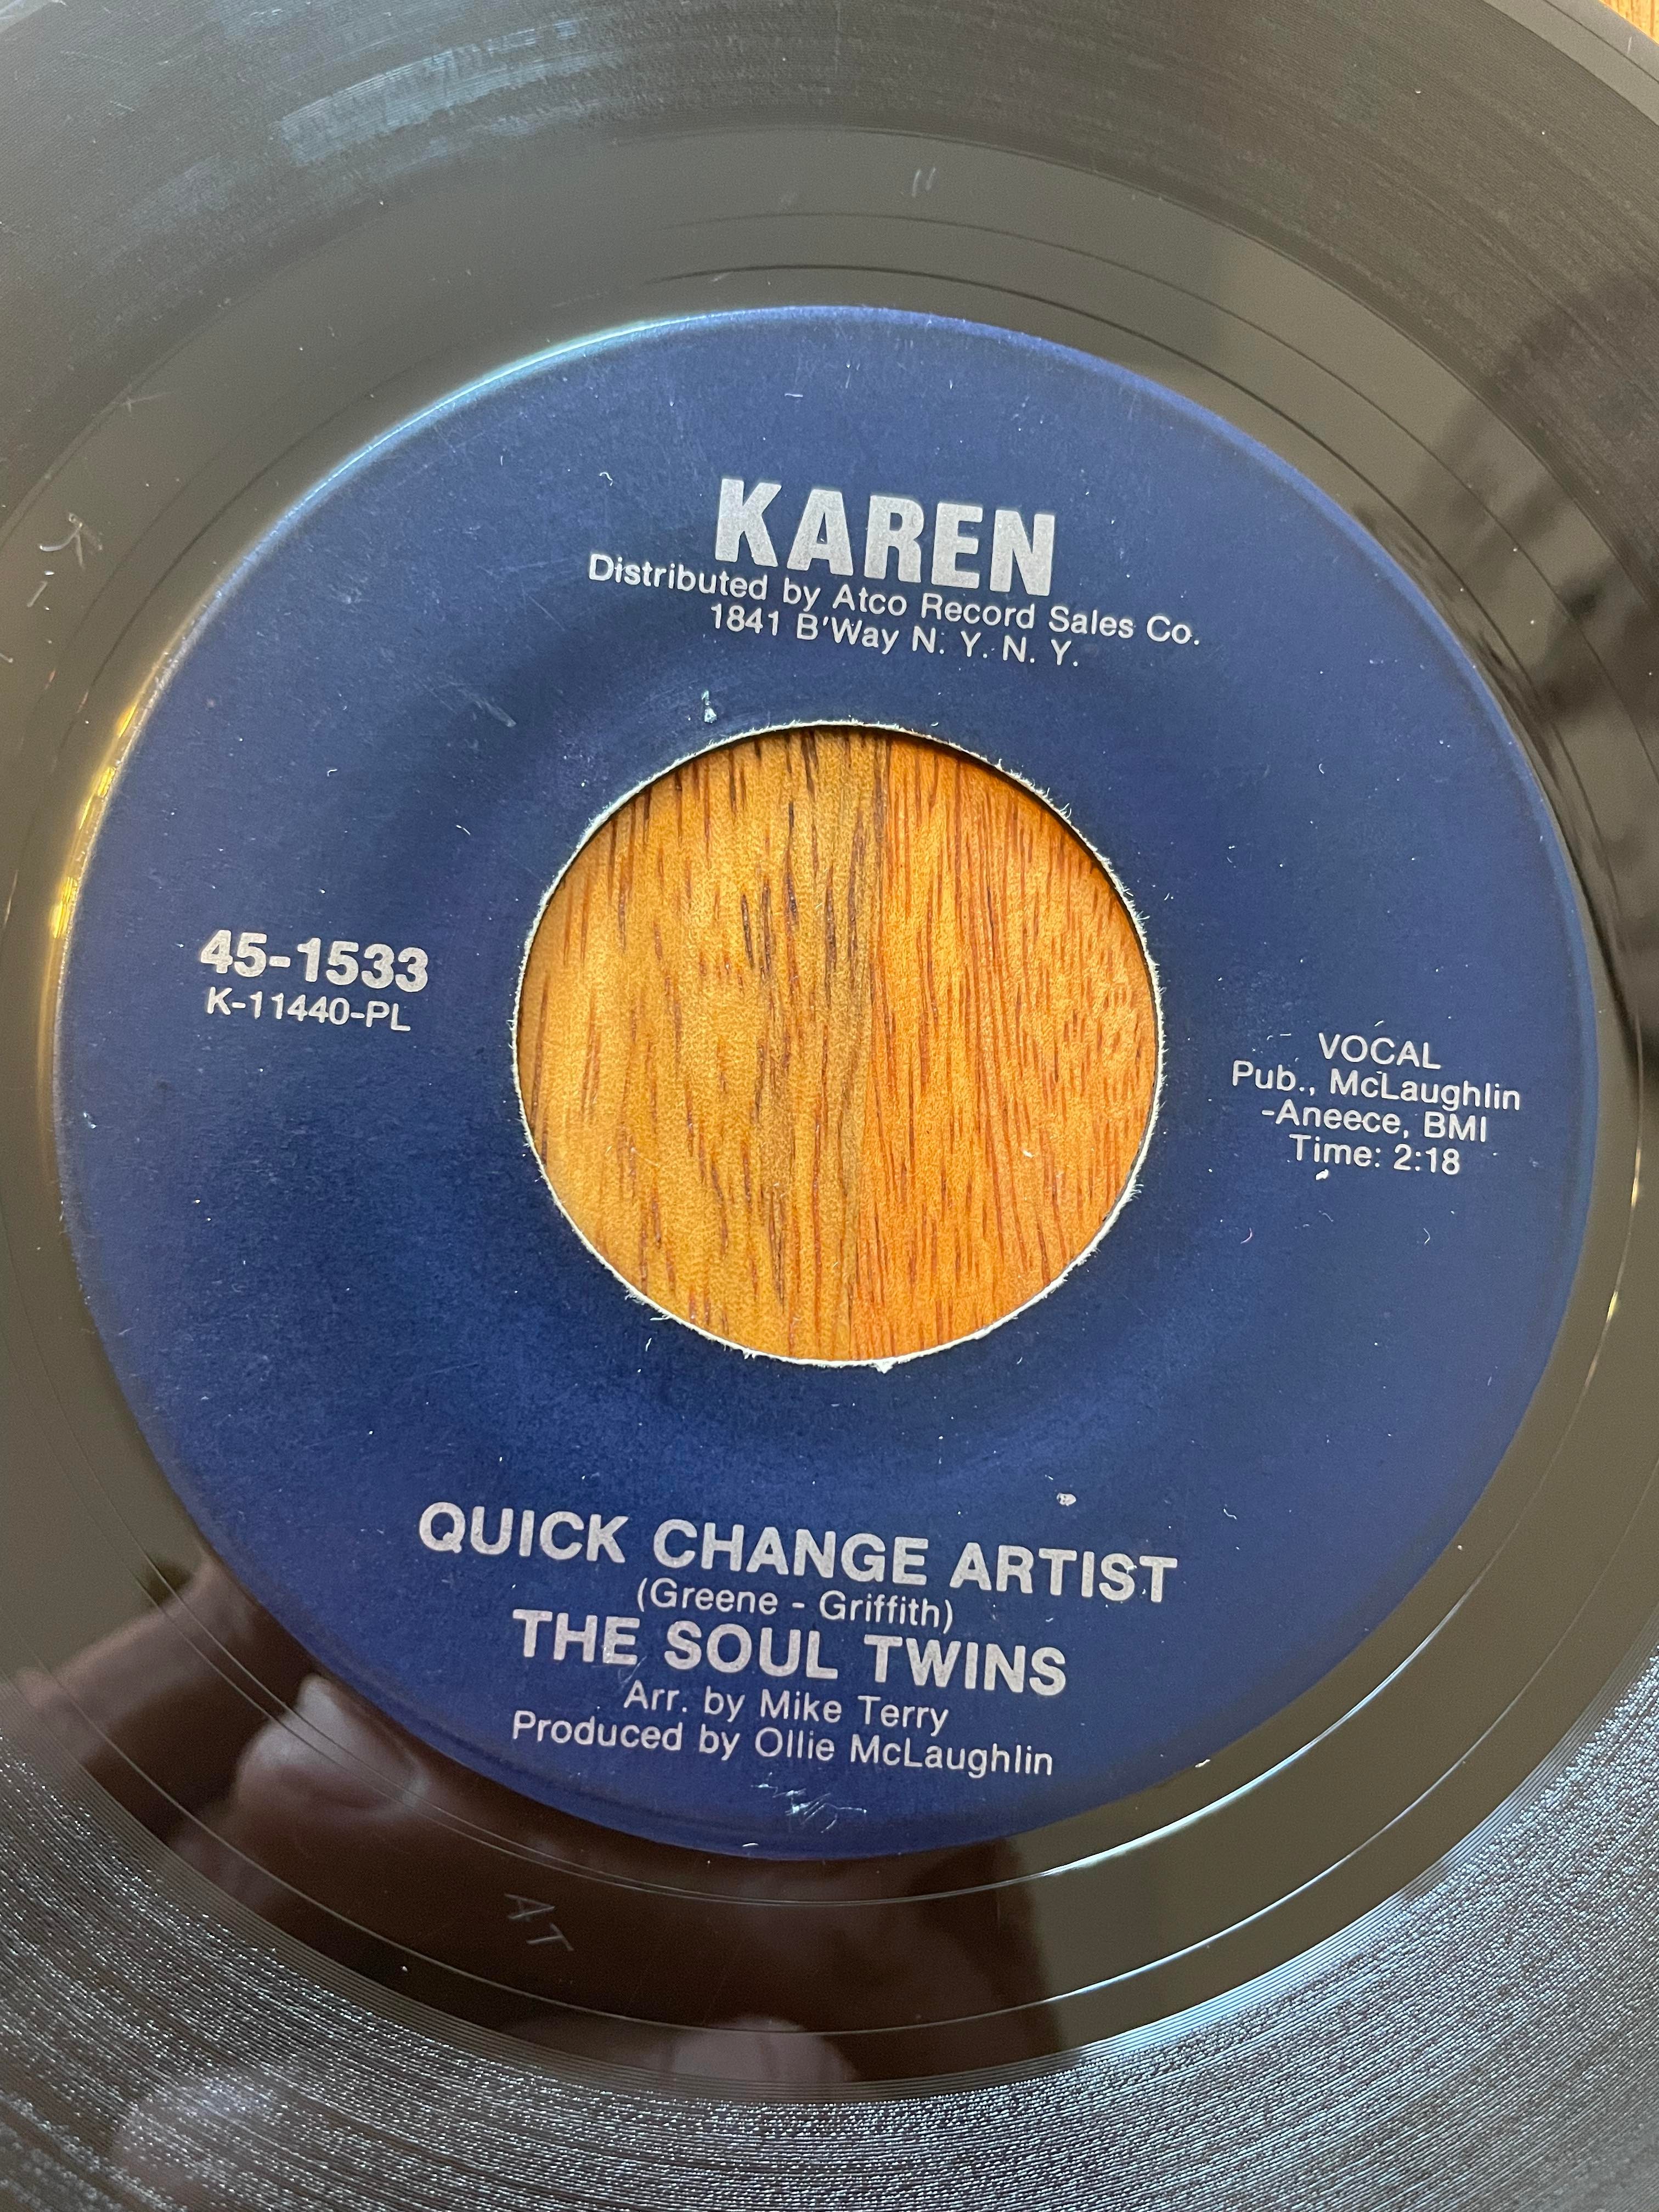 KAREN
Distributed by Atco Record Sales Co.
1841 B'Way N. Y. N. Y.
45-1533
K-11440-PL
VOCAL
Pub., McLaughlin
-Aneece, BMI
Time: 2:18
QUICK CHANGE ARTIST
(Greene - Griffith)
THE SOUL TWINS
Arr. by Mike Terry
Produced by Ollie McLaughlin
AT